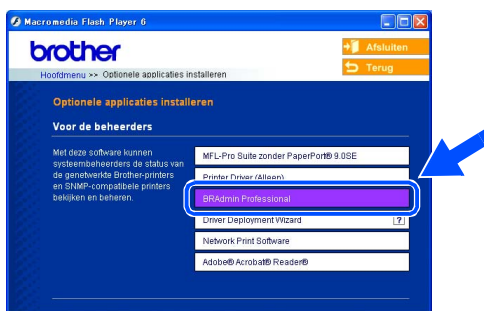 Macromedia Flash Player 6
brother
Afsluiten
Terug
Hoofdmenu >> Optionele applicaties installeren
Optionele applicaties installeren
Voor de beheerders
Met deze software kunnen
systeembeheerders de status van
de genetwerkte Brother-printers
en SNMP-compatibele printers
bekijken en beheren.
MFL-Pro Suite zonder PaperPort® 9.0SE
Printer Driver (Alleen)
BRAdmin Professional
Driver Deployment Wizard
?
Network Print Software
Adobe® Acrobat® Reader®